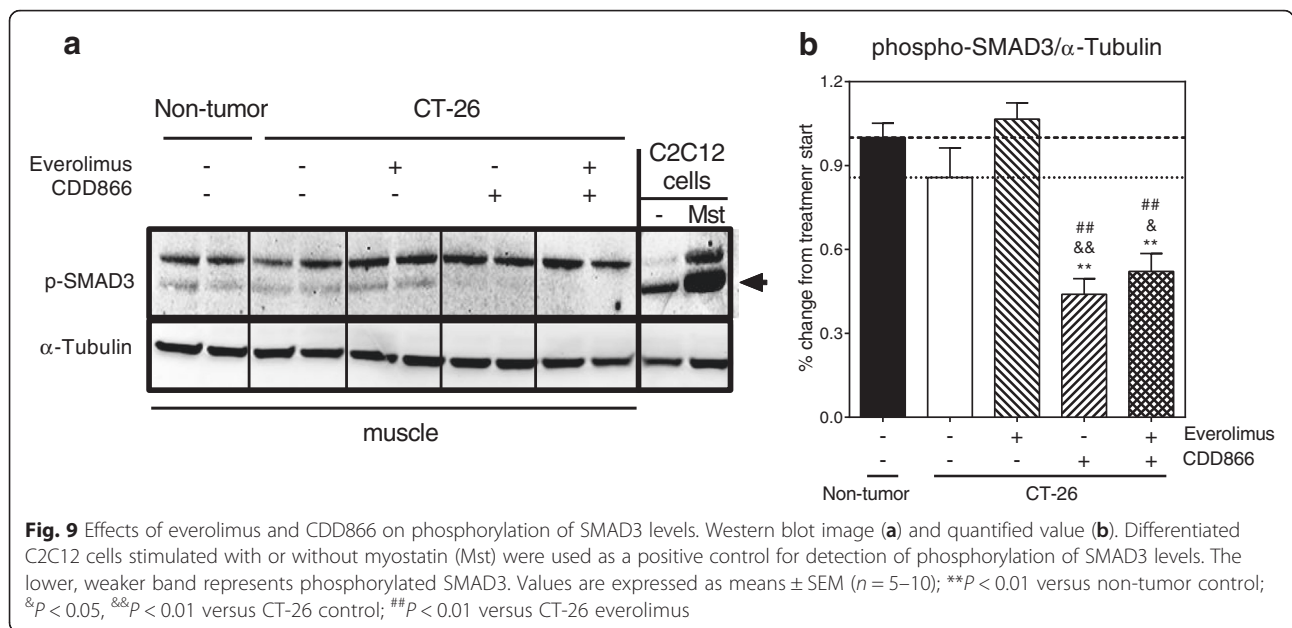 a
Non-tumor CT-26
Everolimus - - + - + C2C12
CDD866 - - - + + cells
- Mst
p-SMAD3
α-Tubulin
muscle
b phospho-SMAD3/α-Tubulin
% change from treatmenr start
1.2
0.9
0.6
0.3
0.0
##
&&
**
##
&
**
- - + - + Everolimus
- - - + + CDD866
Non-tumor CT-26
Fig. 9 Effects of everolimus and CDD866 on phosphorylation of SMAD3 levels. Western blot image (a) and quantified value (b). Differentiated
C2C12 cells stimulated with or without myostatin (Mst) were used as a positive control for detection of phosphorylation of SMAD3 levels. The
lower, weaker band represents phosphorylated SMAD3. Values are expressed as means ± SEM (n = 5–10); **P < 0.01 versus non-tumor control;
&P < 0.05, &&P < 0.01 versus CT-26 control; ##P < 0.01 versus CT-26 everolimus